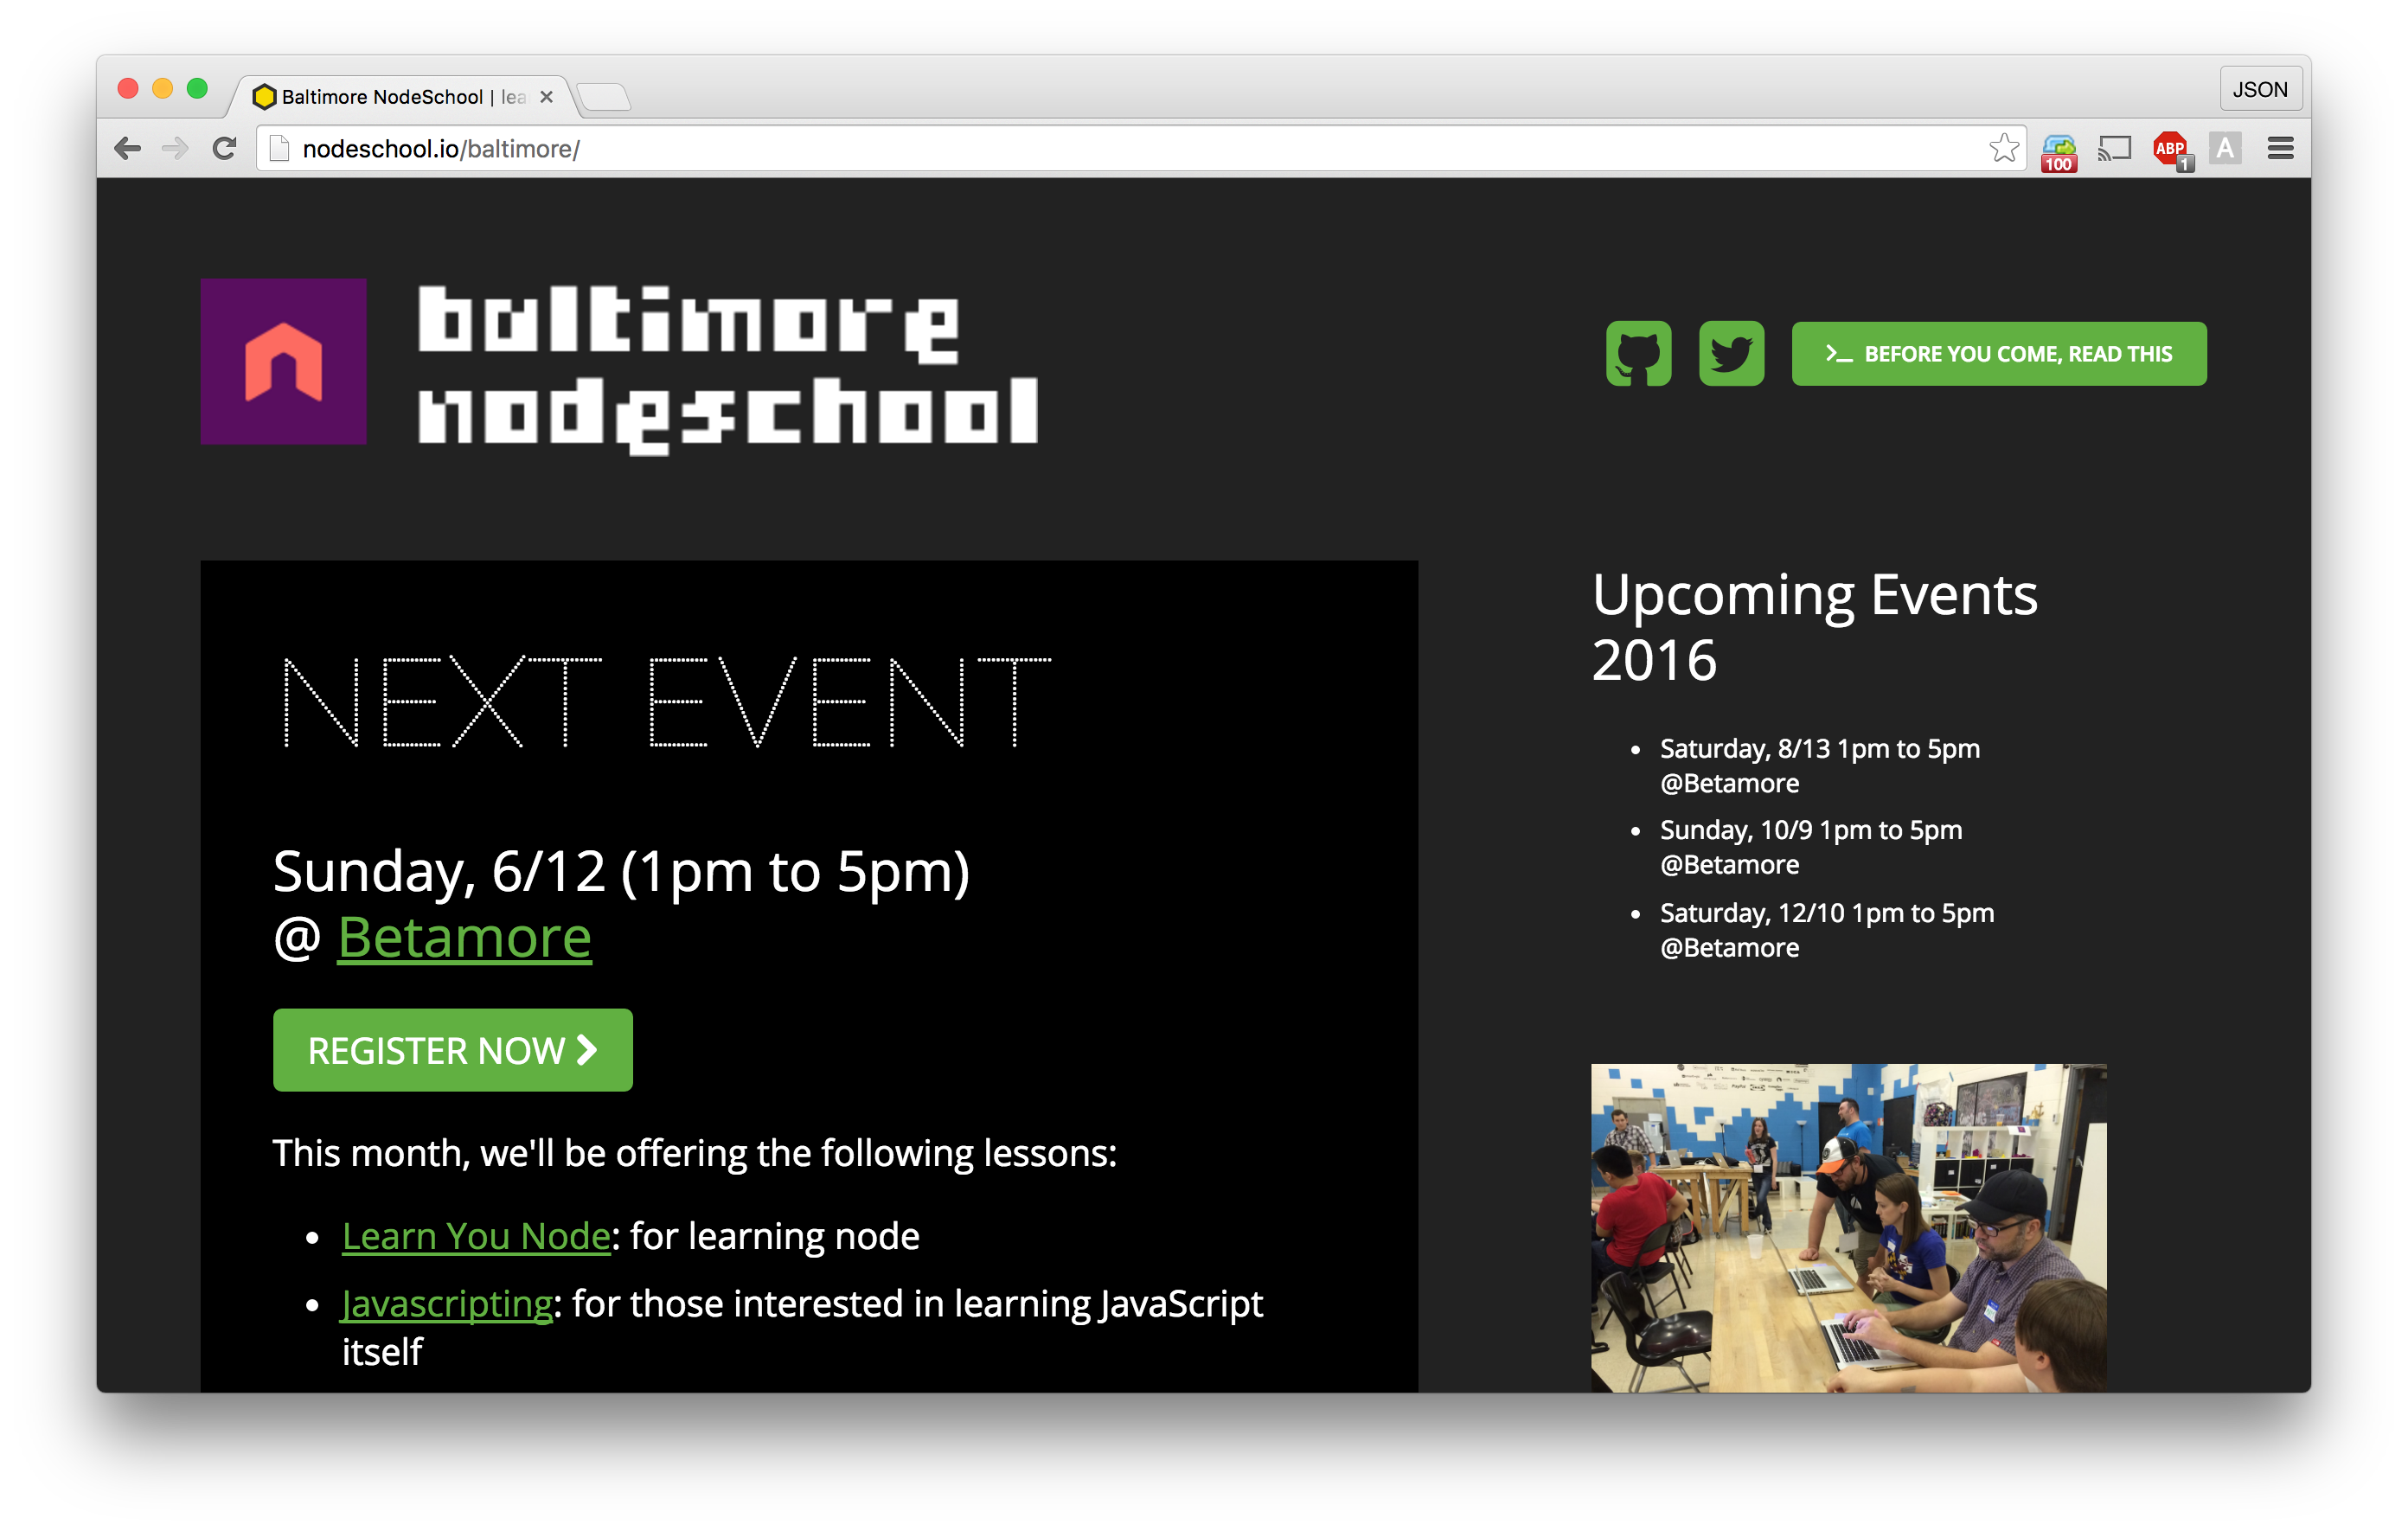 Baltimore NodeSchool | lea
JSON
nodeschool.io/baltimore/
100
ABP
1
A
baltimore
nodeschool
BEFORE YOU COME, READ THIS
NEXT EVENT
Sunday, 6/12 (1pm to 5pm)
@ Betamore
REGISTER NOW
This month, we'll be offering the following lessons:
• Learn You Node: for learning node
• Javascripting: for those interested in learning JavaScript
itself
Upcoming Events
2016
• Saturday, 8/13 1pm to 5pm
@Betamore
• Sunday, 10/9 1pm to 5pm
@Betamore
• Saturday, 12/10 1pm to 5pm
@Betamore